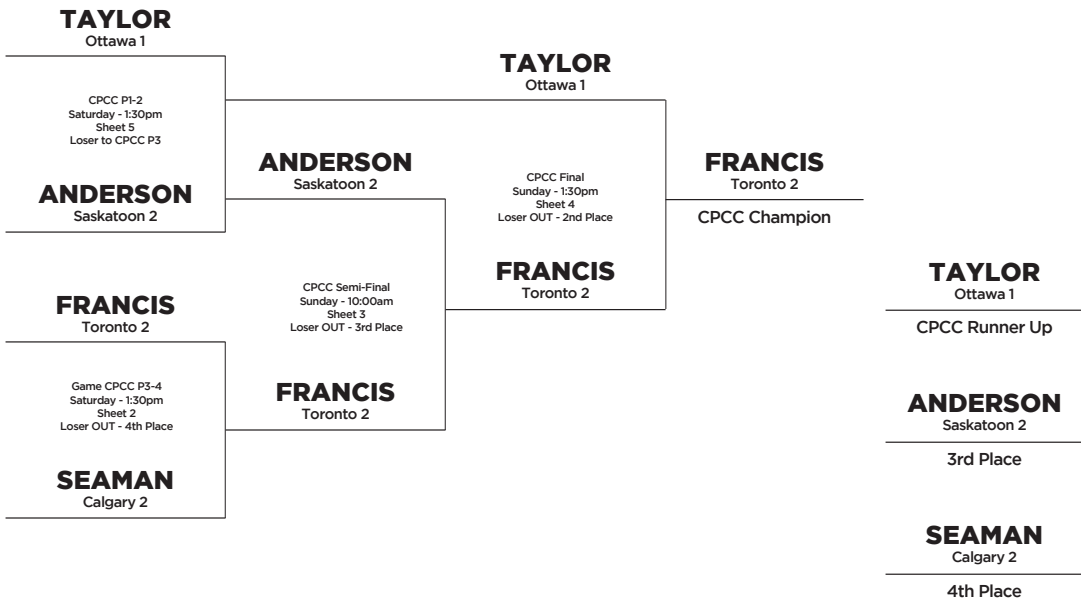 TAYLOR
Ottawa 1
CPCC P1-2
Saturday - 1:30pm
Sheet 5
Loser to CPCC P3
ANDERSON
Saskatoon 2
FRANCIS
Toronto 2
Game CPCC P3-4
Saturday - 1:30pm
Sheet 2
Loser OUT - 4th Place
SEAMAN
Calgary 2
ANDERSON
Saskatoon 2
CPCC Semi-Final
Sunday - 10:00am
Sheet 3
Loser OUT - 3rd Place
FRANCIS
Toronto 2
TAYLOR
Ottawa 1
CPCC Final
Sunday - 1:30pm
Sheet 4
Loser OUT - 2nd Place
FRANCIS
Toronto 2
FRANCIS
Toronto 2
CPCC Champion
TAYLOR
Ottawa 1
CPCC Runner Up
ANDERSON
Saskatoon 2
3rd Place
SEAMAN
Calgary 2
4th Place